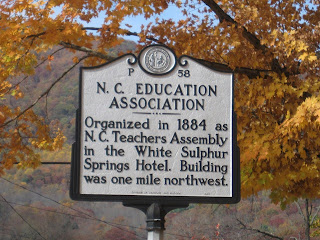 P 58
N. C. EDUCATION
ASSOCIATION
Organized in 1884 as
N. C. Teachers Assembly
in the White Sulphur
Springs Hotel. Building
was one mile northwest.